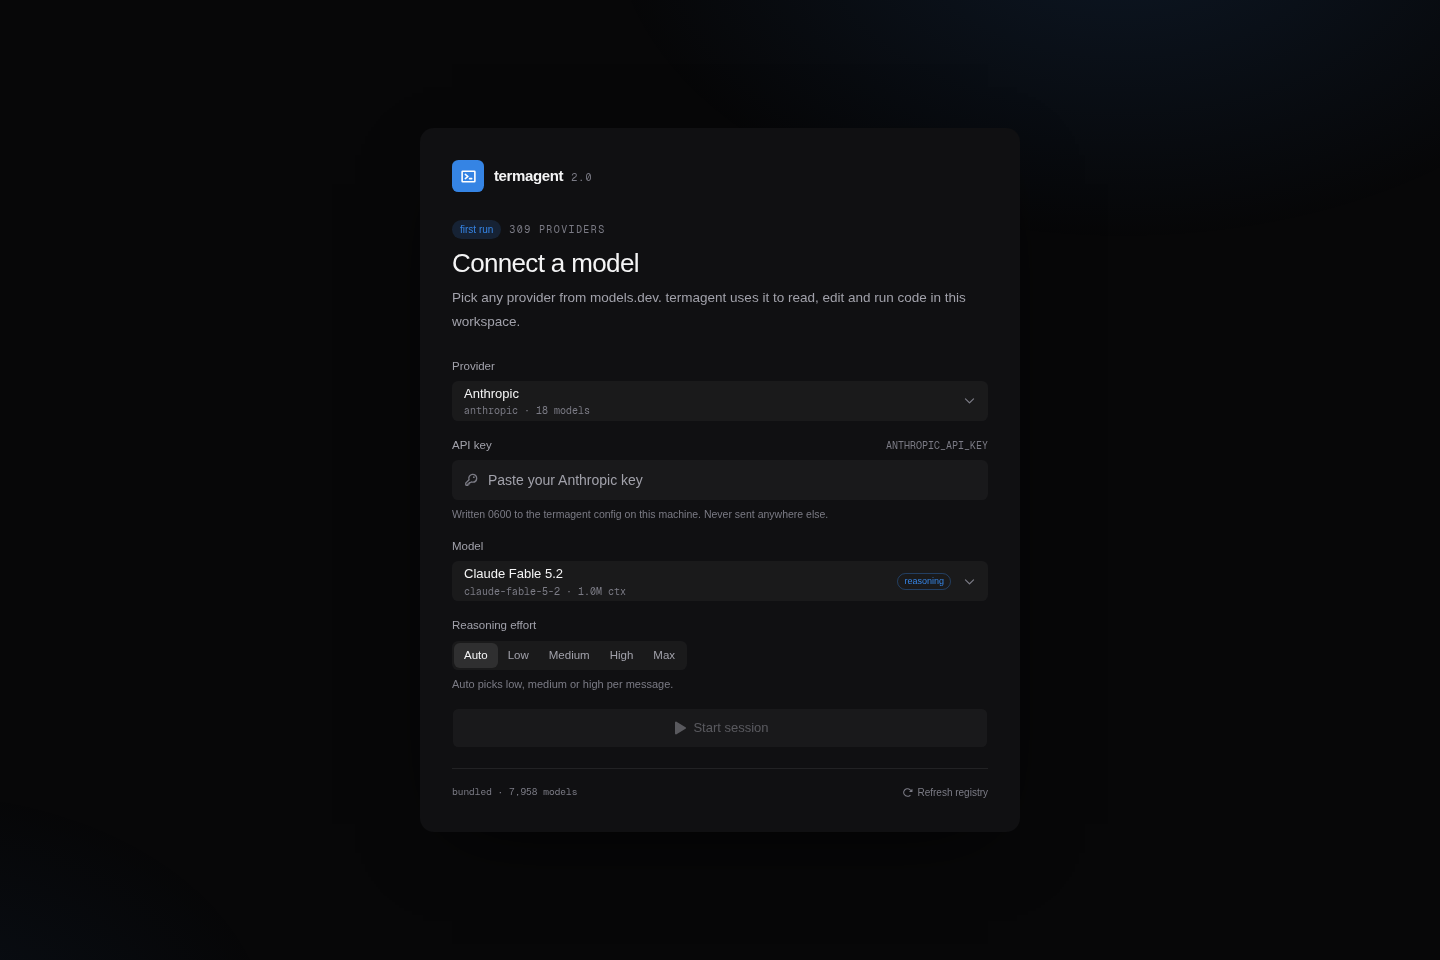 termagent 2.0
first run 309 PROVIDERS
Connect a model
Pick any provider from models.dev. termagent uses it to read, edit and run code in this
workspace.
Provider
Anthropic
anthropic · 18 models
API key ANTHROPIC_API_KEY
Paste your Anthropic key
Written 0600 to the termagent config on this machine. Never sent anywhere else.
Model
Claude Fable 5.2
claude-fable-5-2 · 1.0M ctx
reasoning
Reasoning effort
Auto Low Medium High Max
Auto picks low, medium or high per message.
Start session
bundled · 7,958 models Refresh registry